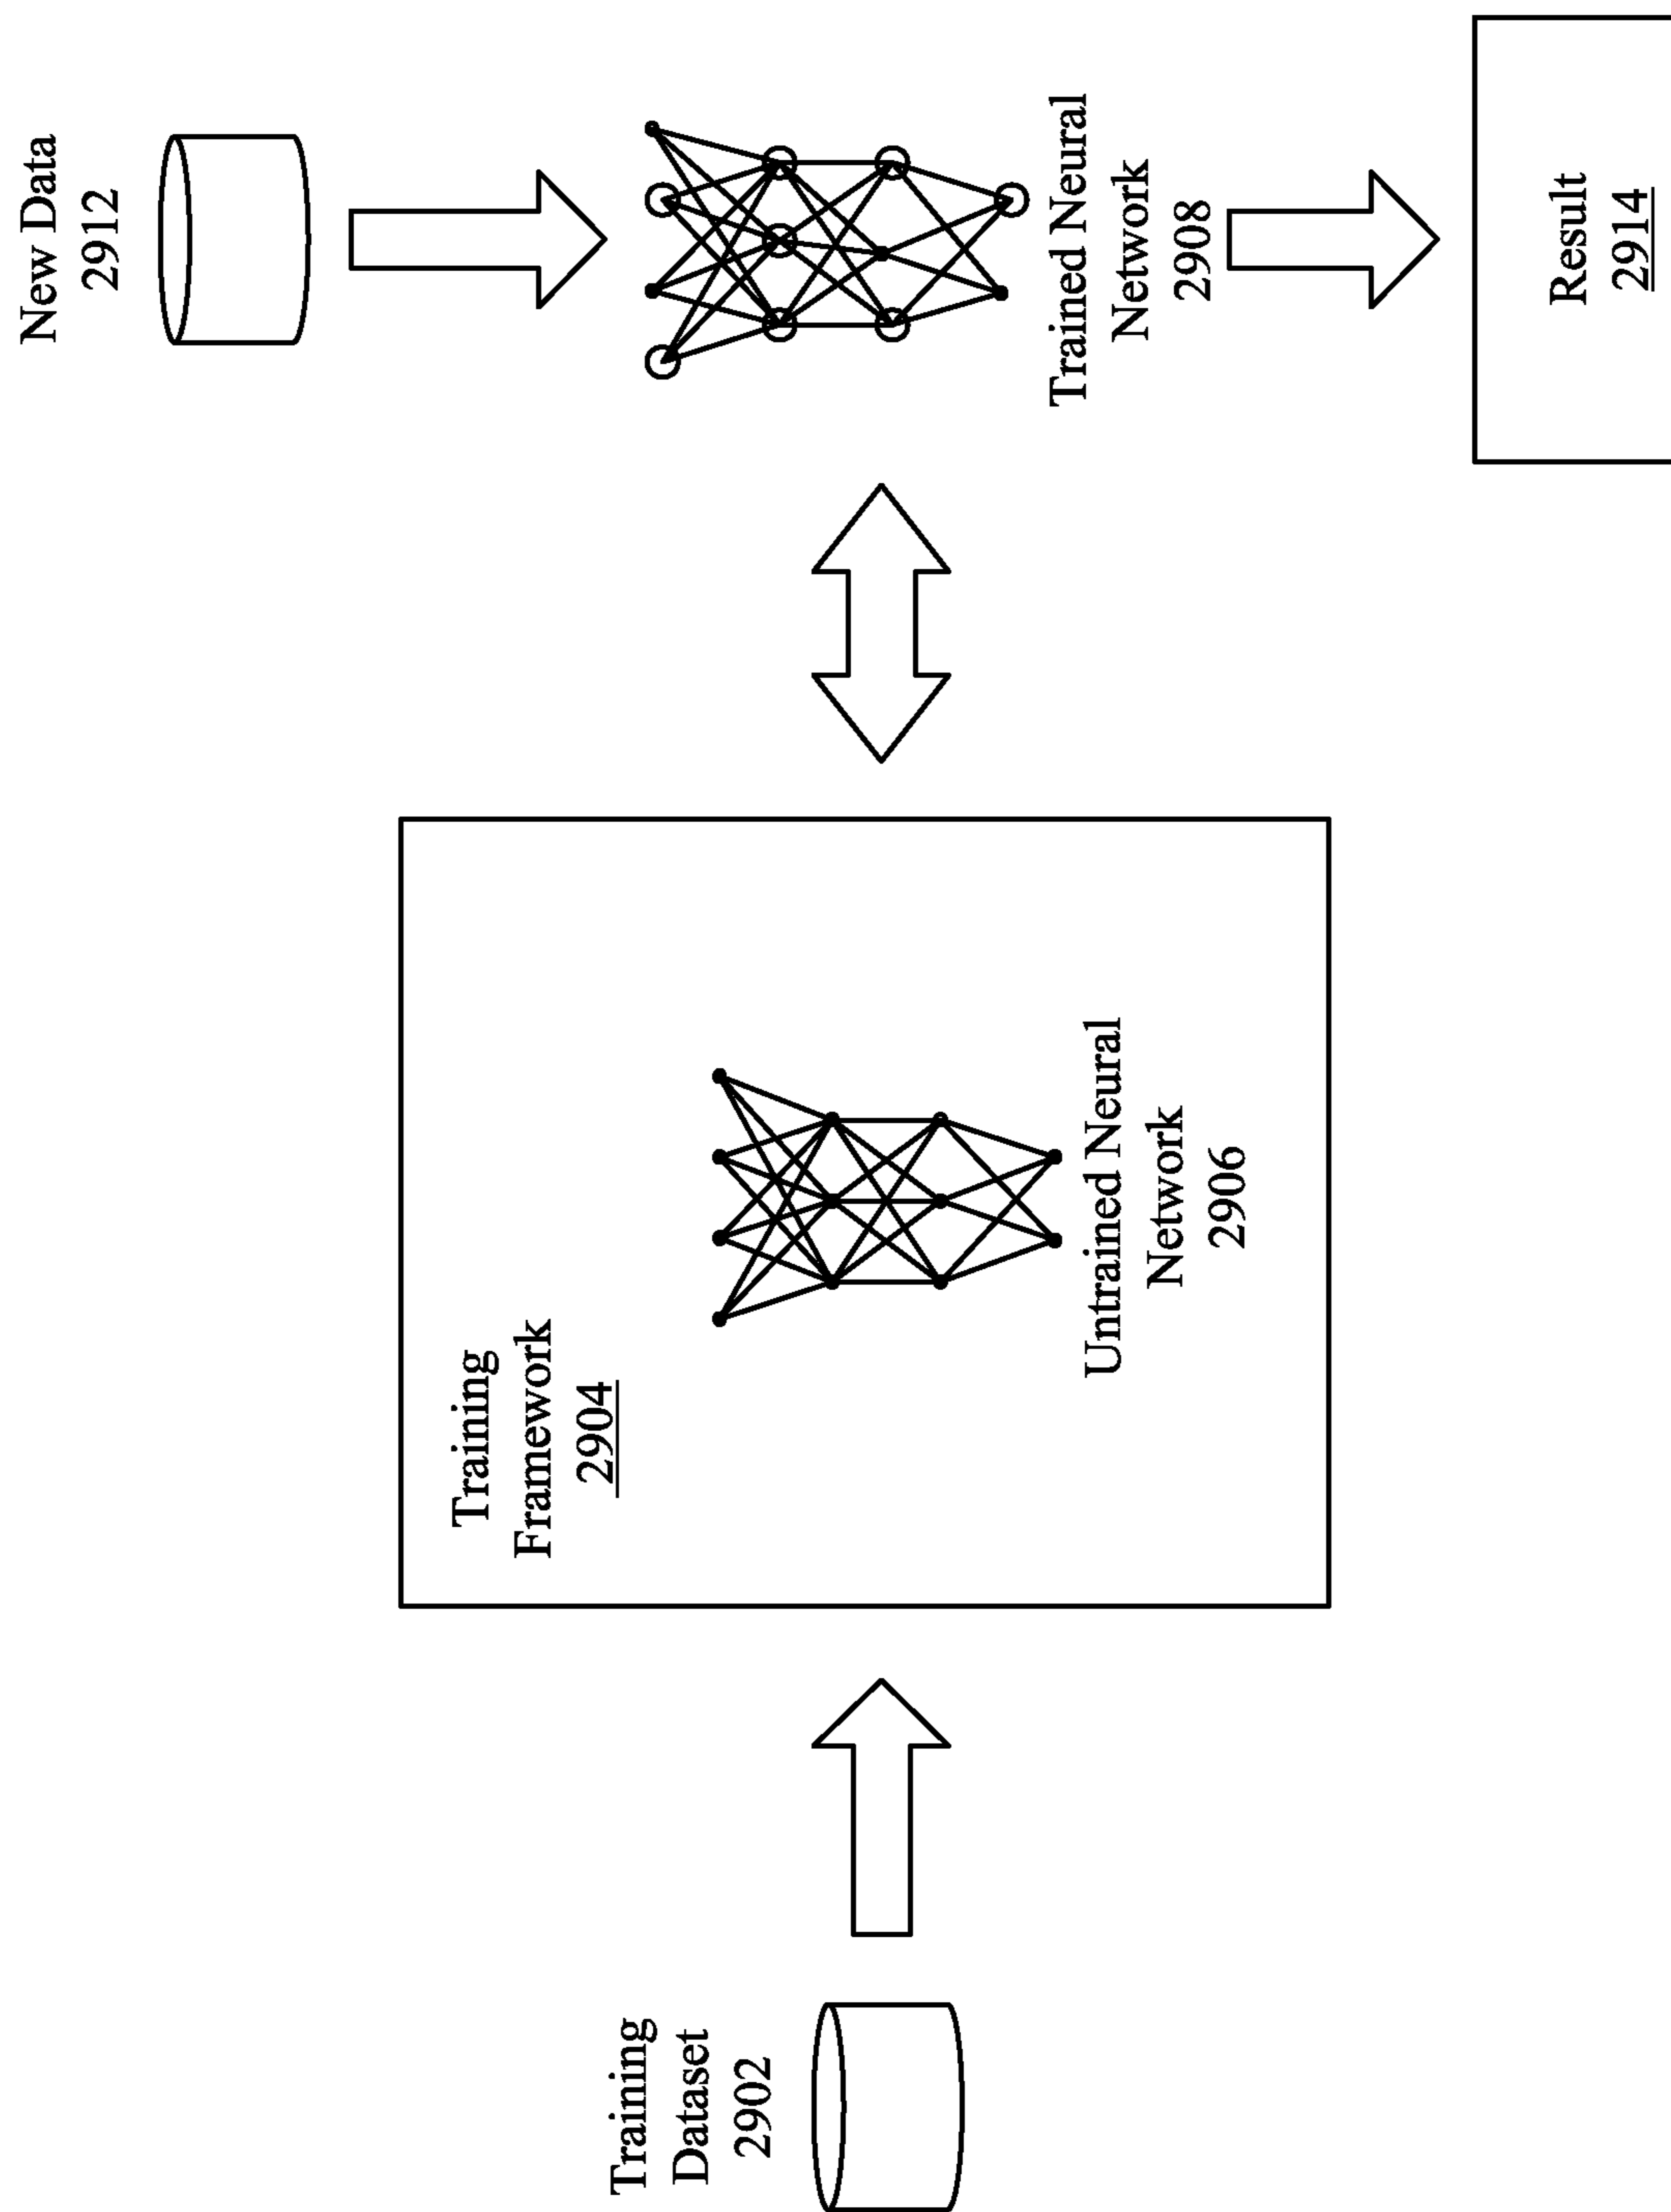 Training
Dataset
2902
Training
Framework
2904
Untrained Neural
Network
2906
New Data
2912
Trained Neural
Network
2908
Result
2914